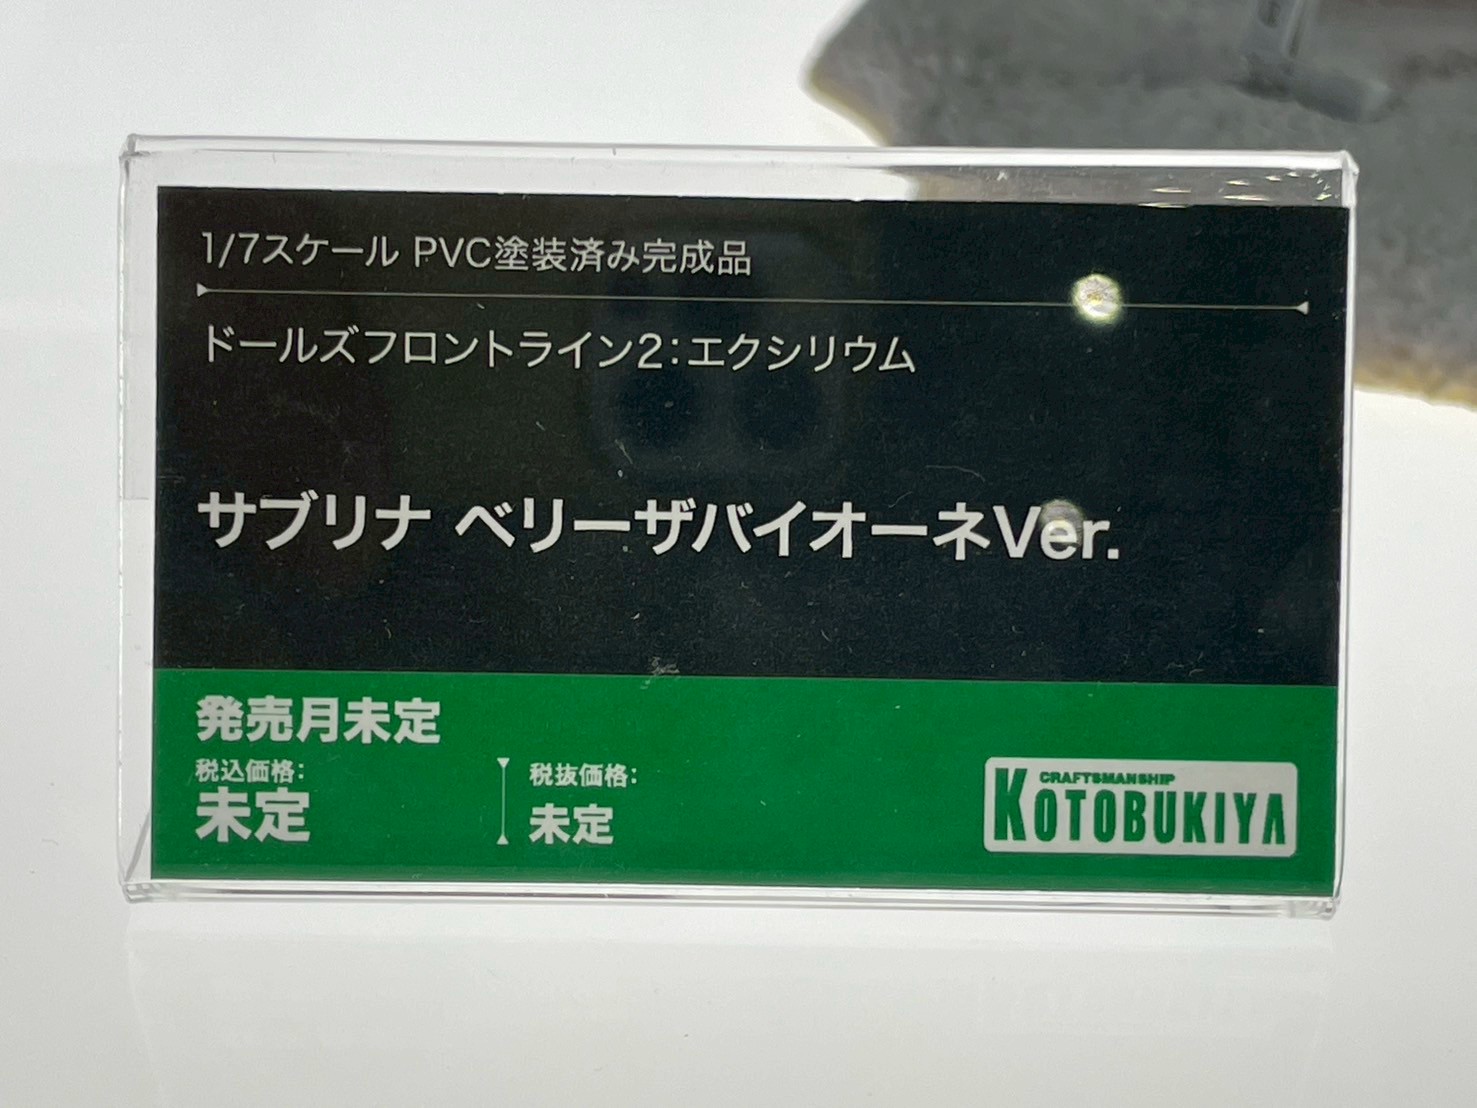 1/7スケール PVC塗装済み完成品
ドールズフロントライン2:エクシリウム
サブリナ ベリーザバイオーネVer.
発売月未定
税込価格:
未定
税抜価格:
未定
CRAFTSMANSHIP
KOTOBUKIYA